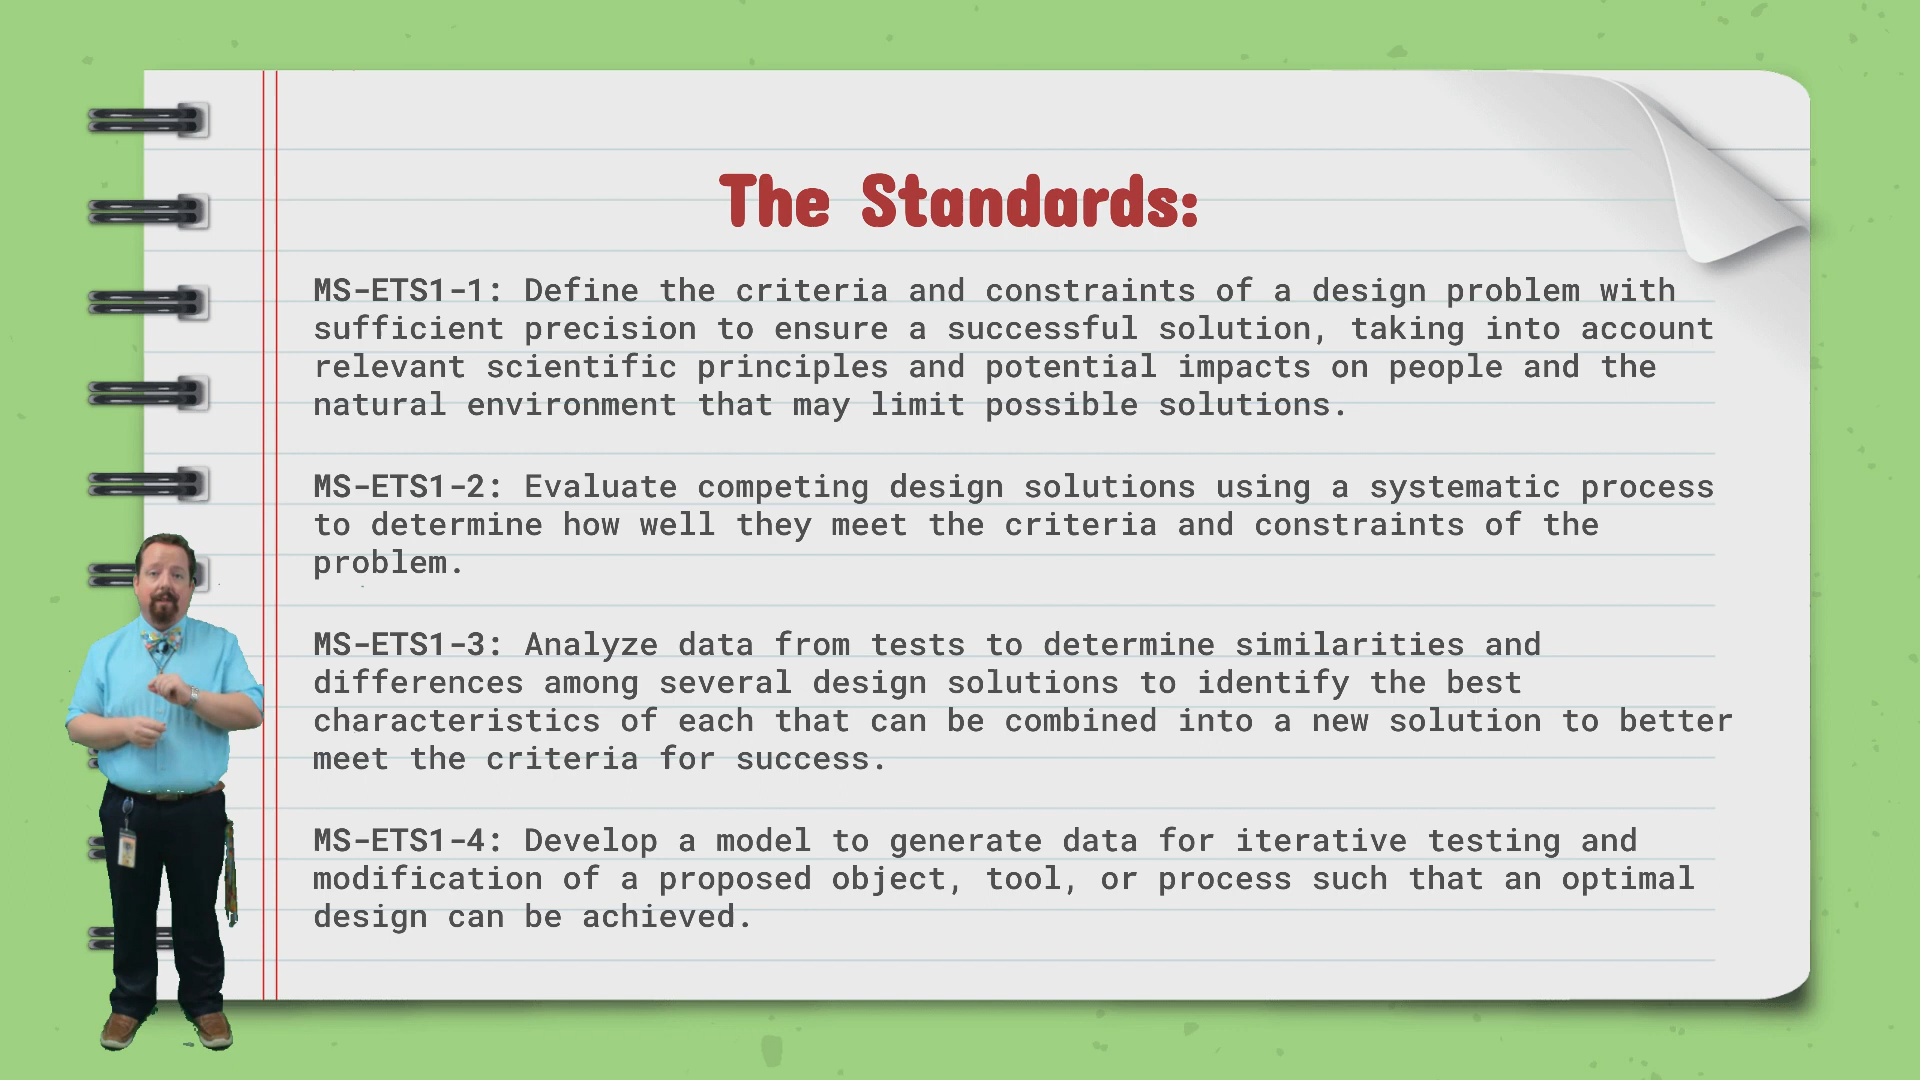 The Standards:
MS-ETS1-1: Define the criteria and constraints of a design problem with
sufficient precision to ensure a successful solution, taking into account
relevant scientific principles and potential impacts on people and the
natural environment that may limit possible solutions.
MS-ETS1-2: Evaluate competing design solutions using a systematic process
to determine how well they meet the criteria and constraints of the
problem.
MS-ETS1-3: Analyze data from tests to determine similarities and
differences among several design solutions to identify the best
characteristics of each that can be combined into a new solution to better
meet the criteria for success.
MS-ETS1-4: Develop a model to generate data for iterative testing and
modification of a proposed object, tool, or process such that an optimal
design can be achieved.